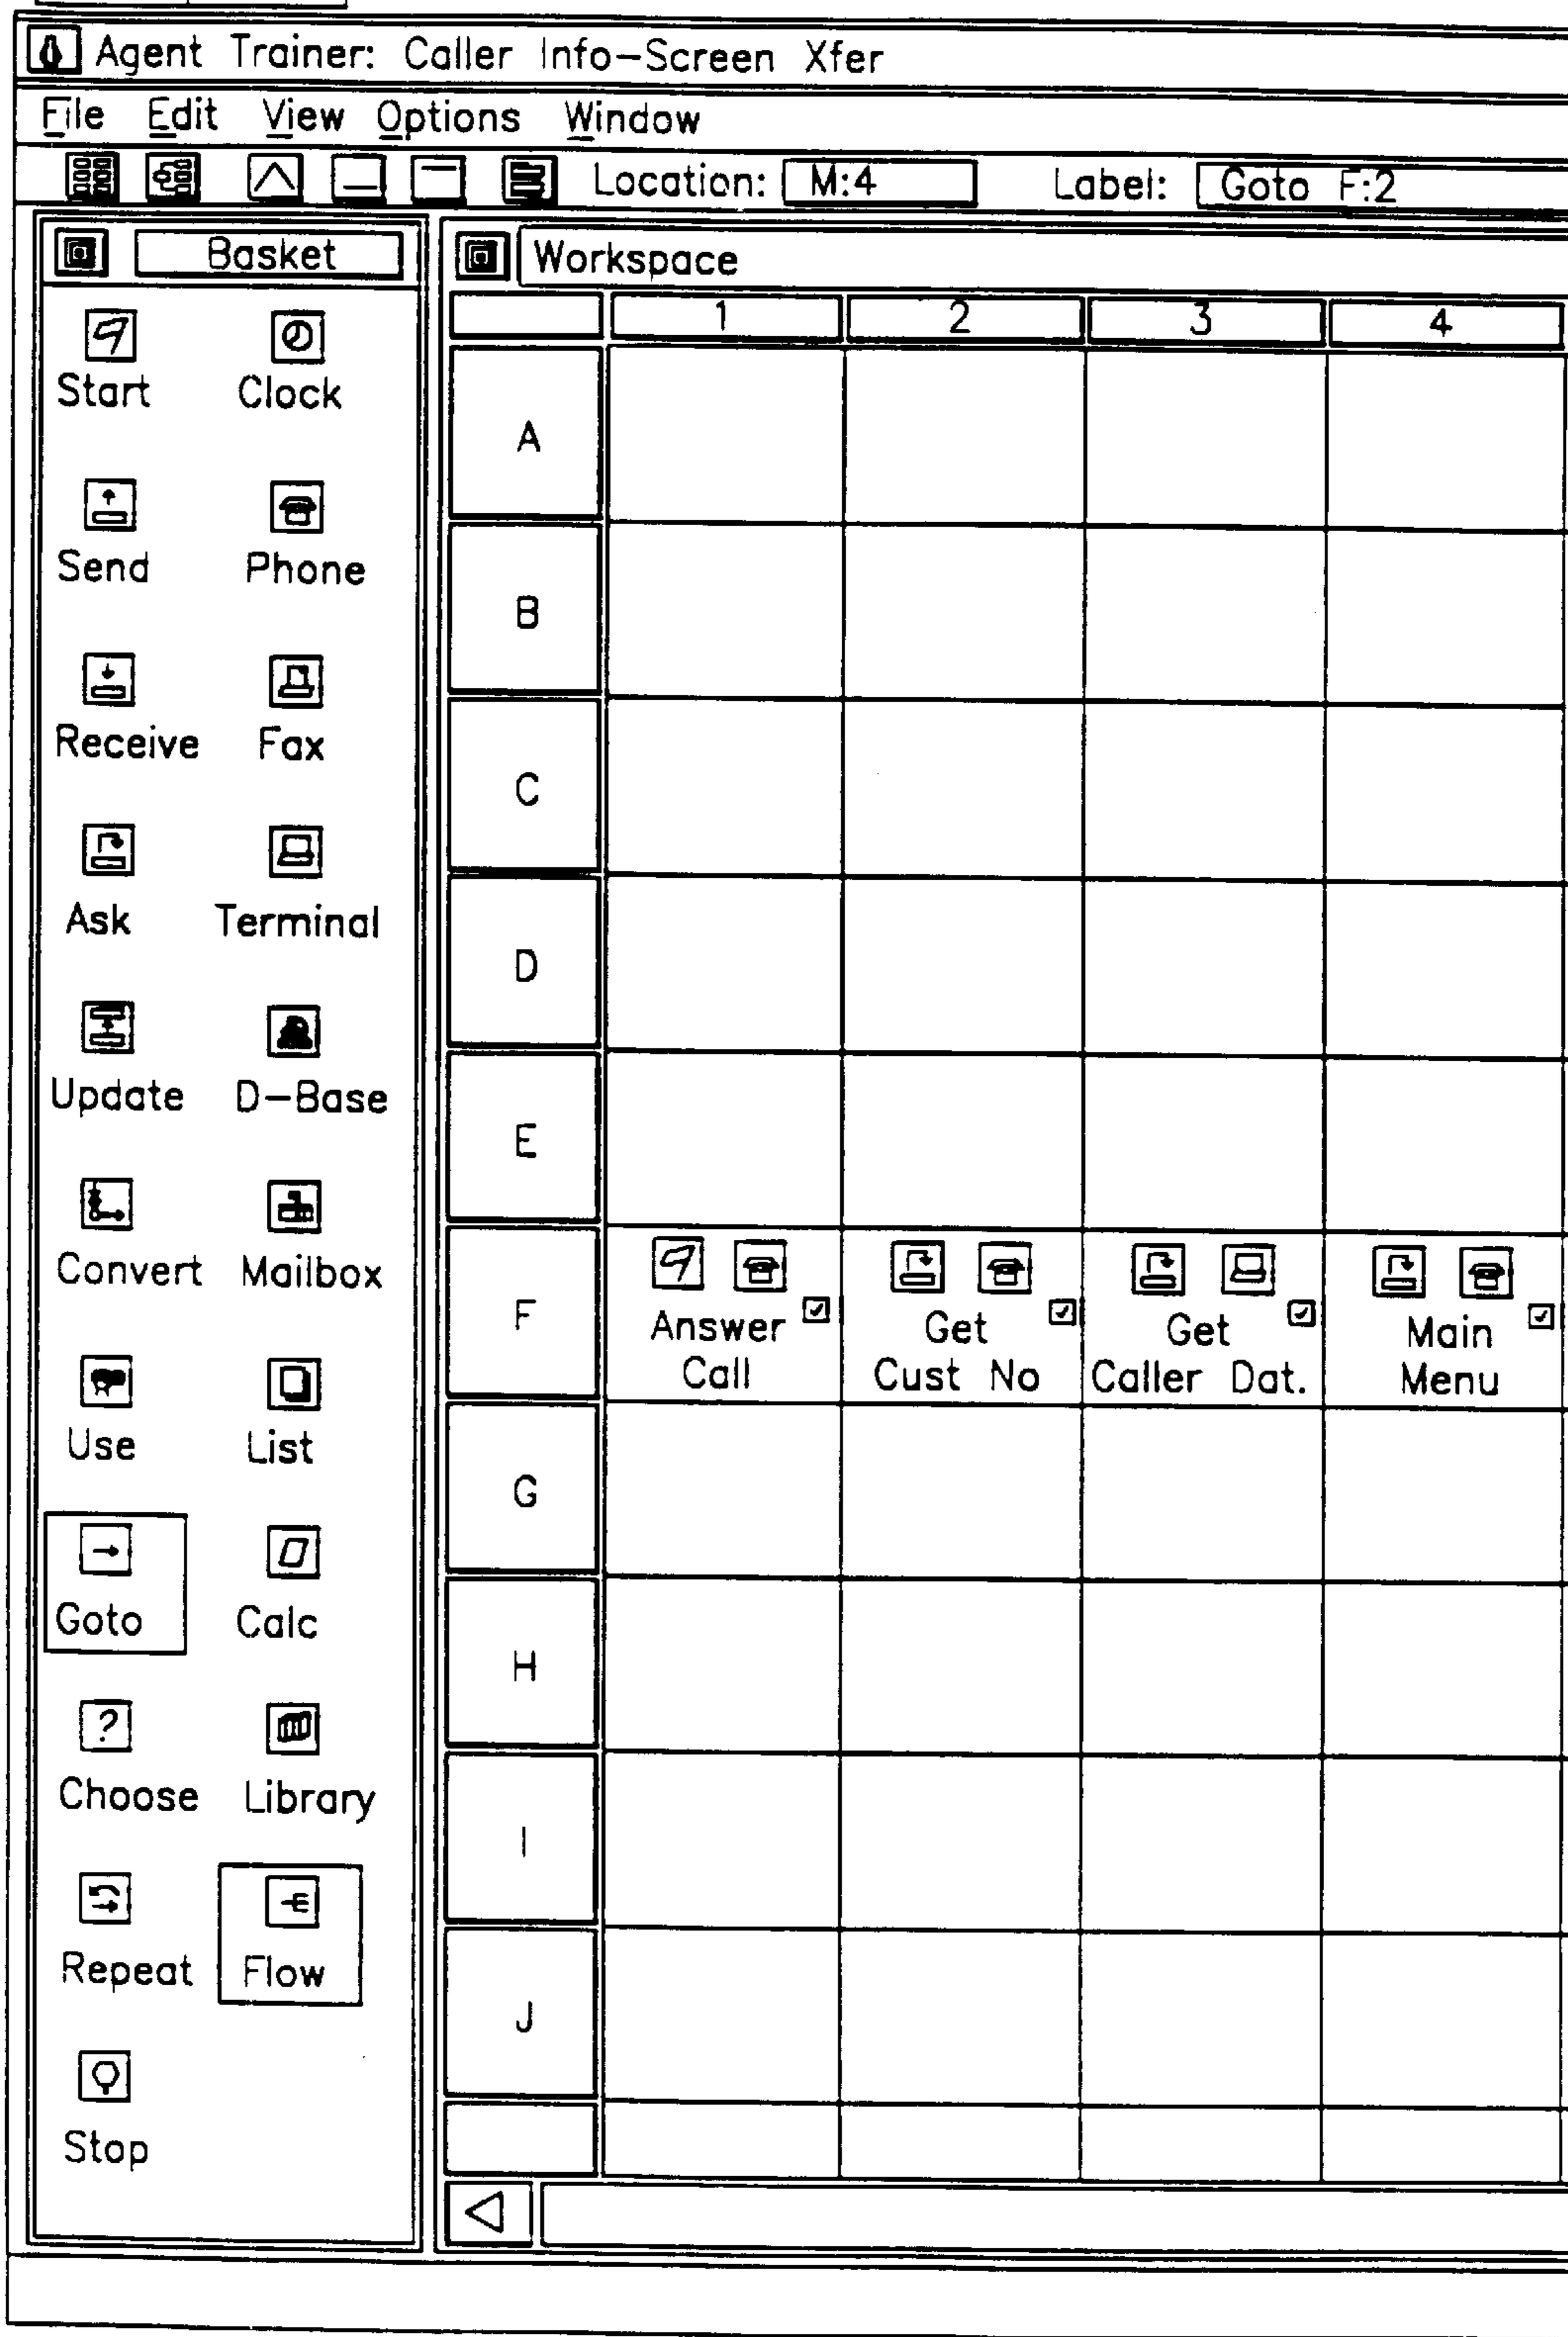 Agent Trainer: Caller Info-Screen Xfer
File Edit View Options Window
Location: M:4 Label: Goto F:2
Basket
Start Clock
Send Phone
Receive Fax
Ask Terminal
Update D-Base
Convert Mailbox
Use List
Goto Calc
? 
Choose Library
Repeat Flow
Stop
Workspace
1 2 3 4
A
B
C
D
E
F
Answer Call
Get Cust No
Get Caller Dat.
Main Menu
G
H
I
J